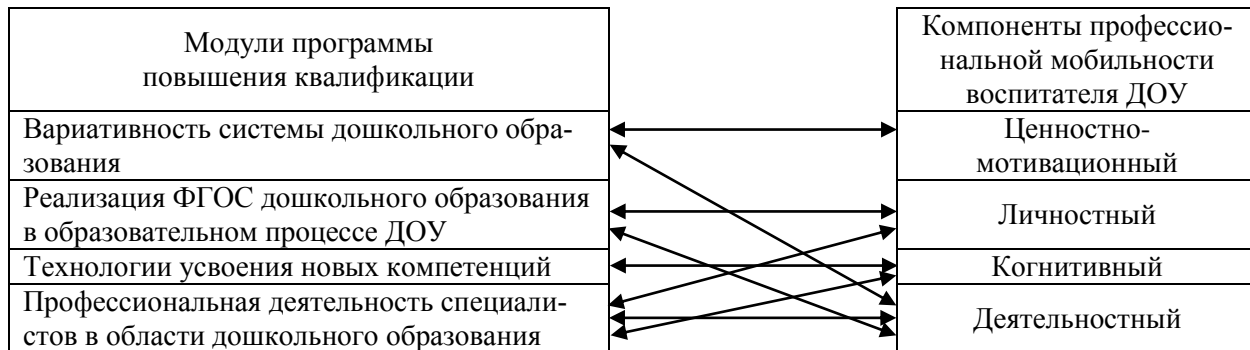 Модули программы
повышения квалификации
Компоненты профессио-
нальной мобильности
воспитателя ДОУ
Вариативность системы дошкольного обра-
зования
Ценностно-
мотивационный
Реализация ФГОС дошкольного образования
в образовательном процессе ДОУ
Личностный
Технологии усвоения новых компетенций
Когнитивный
Профессиональная деятельность специали-
стов в области дошкольного образования
Деятельностный